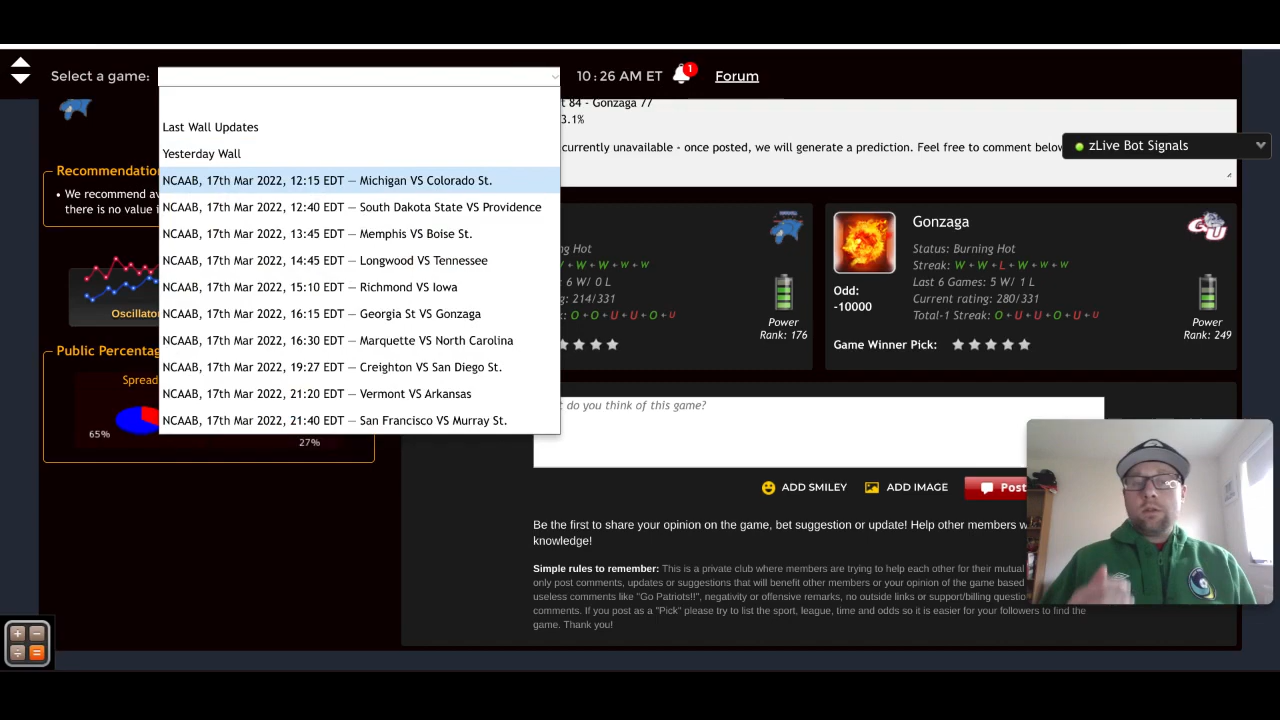 Select a game:
10:26 AM ET
1
Forum
Last Wall Updates
Yesterday Wall
NCAAB, 17th Mar 2022, 12:15 EDT — Michigan VS Colorado St.
NCAAB, 17th Mar 2022, 12:40 EDT — South Dakota State VS Providence
NCAAB, 17th Mar 2022, 13:45 EDT — Memphis VS Boise St.
NCAAB, 17th Mar 2022, 14:45 EDT — Longwood VS Tennessee
NCAAB, 17th Mar 2022, 15:10 EDT — Richmond VS Iowa
NCAAB, 17th Mar 2022, 16:15 EDT — Georgia St VS Gonzaga
NCAAB, 17th Mar 2022, 16:30 EDT — Marquette VS North Carolina
NCAAB, 17th Mar 2022, 19:27 EDT — Creighton VS San Diego St.
NCAAB, 17th Mar 2022, 21:20 EDT — Vermont VS Arkansas
NCAAB, 17th Mar 2022, 21:40 EDT — San Francisco VS Murray St.
t 84 - Gonzaga 77
3.1%
currently unavailable - once posted, we will generate a prediction. Feel free to comment below
zLive Bot Signals
Recommendatio
• We recommend av
there is no value i
Oscillato
Public Percentag
Spread
65%
27%
Burning Hot
W + W + W + W + W
6 W/ 0 L
g: 214/331
: O + O + U + U + O + U
Power
Rank: 176
Gonzaga
Status: Burning Hot
Streak: W + W + L + W + W + W
Last 6 Games: 5 W/ 1 L
Current rating: 280/331
Total-1 Streak: O + U + U + O + U + U
Odd:
-10000
Power
Rank: 249
Game Winner Pick:
t do you think of this game?
ADD SMILEY
ADD IMAGE
Post
Be the first to share your opinion on the game, bet suggestion or update! Help other members w
knowledge!
Simple rules to remember: This is a private club where members are trying to help each other for their mutual
only post comments, updates or suggestions that will benefit other members or your opinion of the game based
useless comments like "Go Patriots!!", negativity or offensive remarks, no outside links or support/billing questio
comments. If you post as a "Pick" please try to list the sport, league, time and odds so it is easier for your followers to find the
game. Thank you!